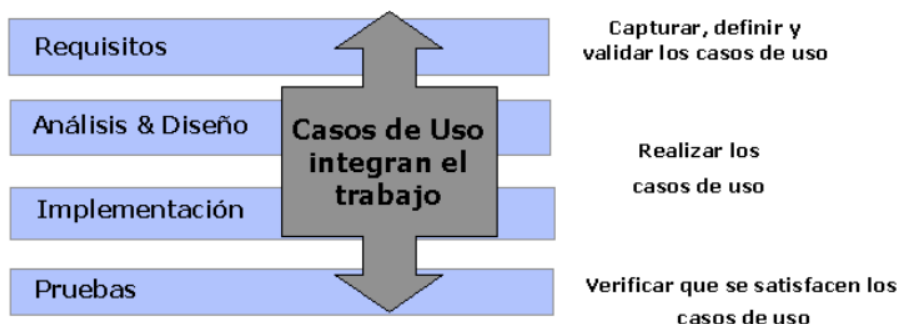 Requisitos
Capturar, definir y
validar los casos de uso
Análisis & Diseño
Casos de Uso
integran el
trabajo
Realizar los
casos de uso
Implementación
Pruebas
Verificar que se satisfacen los
casos de uso